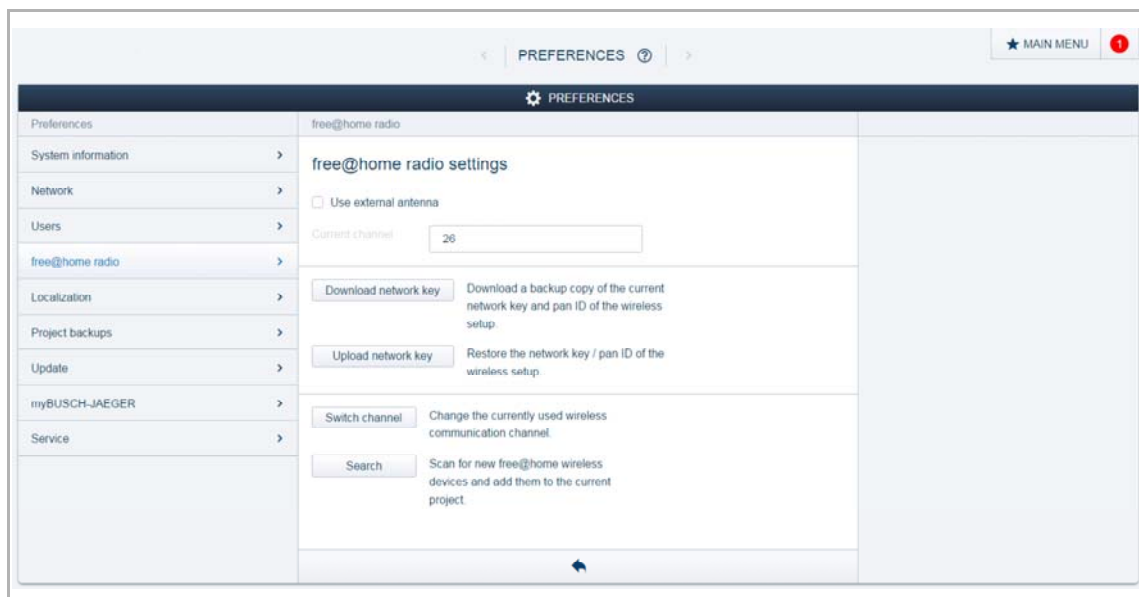 PREFERENCES
MAIN MENU
1
PREFERENCES
Preferences
free@home radio
System information
Network
Users
free@home radio
Localization
Project backups
Update
myBUSCH-JAEGER
Service
free@home radio settings
Use external antenna
Current channel
26
Download network key
Download a backup copy of the current
network key and pan ID of the wireless
setup.
Upload network key
Restore the network key / pan ID of the
wireless setup.
Switch channel
Change the currently used wireless
communication channel.
Search
Scan for new free@home wireless
devices and add them to the current
project.